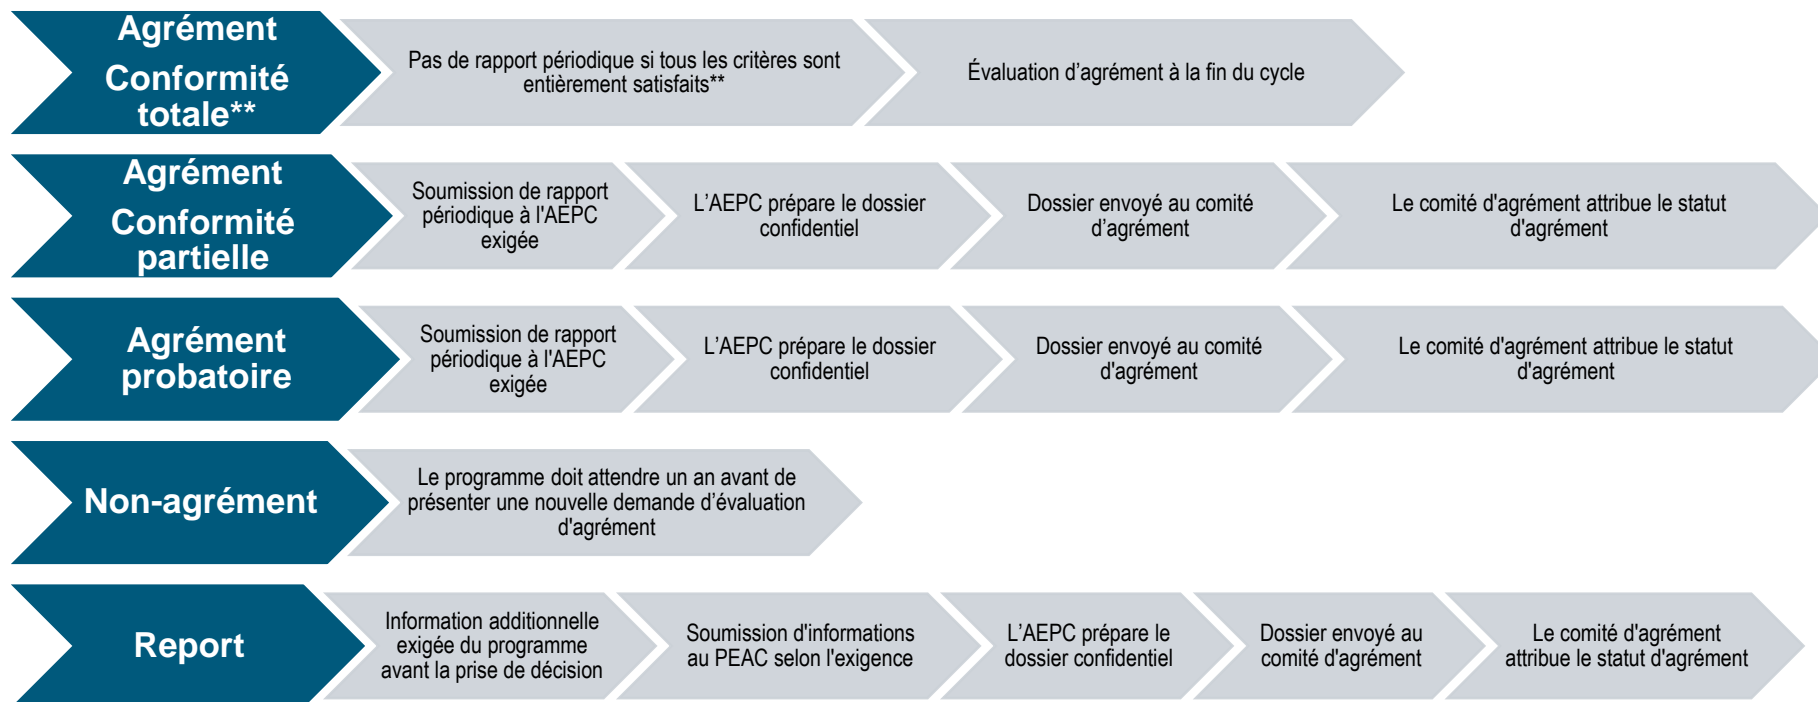 Agrément
Conformité
totale**
Pas de rapport périodique si tous les critères sont
entièrement satisfaits**
Évaluation d’agrément à la fin du cycle
Agrément
Conformité
partielle
Soumission de rapport
périodique à l'AEPC
exigée
L’AEPC prépare le dossier
confidentiel
Dossier envoyé au comité
d’agrément
Le comité d'agrément attribue le statut
d'agrément
Agrément
probatoire
Soumission de rapport
périodique à l'AEPC
exigée
L’AEPC prépare le dossier
confidentiel
Dossier envoyé au comité
d'agrément
Le comité d'agrément attribue le statut
d'agrément
Non-agrément
Le programme doit attendre un an avant de
présenter une nouvelle demande d’évaluation
d'agrément
Report
Information additionnelle
exigée du programme
avant la prise de décision
Soumission d'informations
au PEAC selon l'exigence
L’AEPC prépare le
dossier confidentiel
Dossier envoyé au
comité d'agrément
Le comité d'agrément
attribue le statut d'agrément